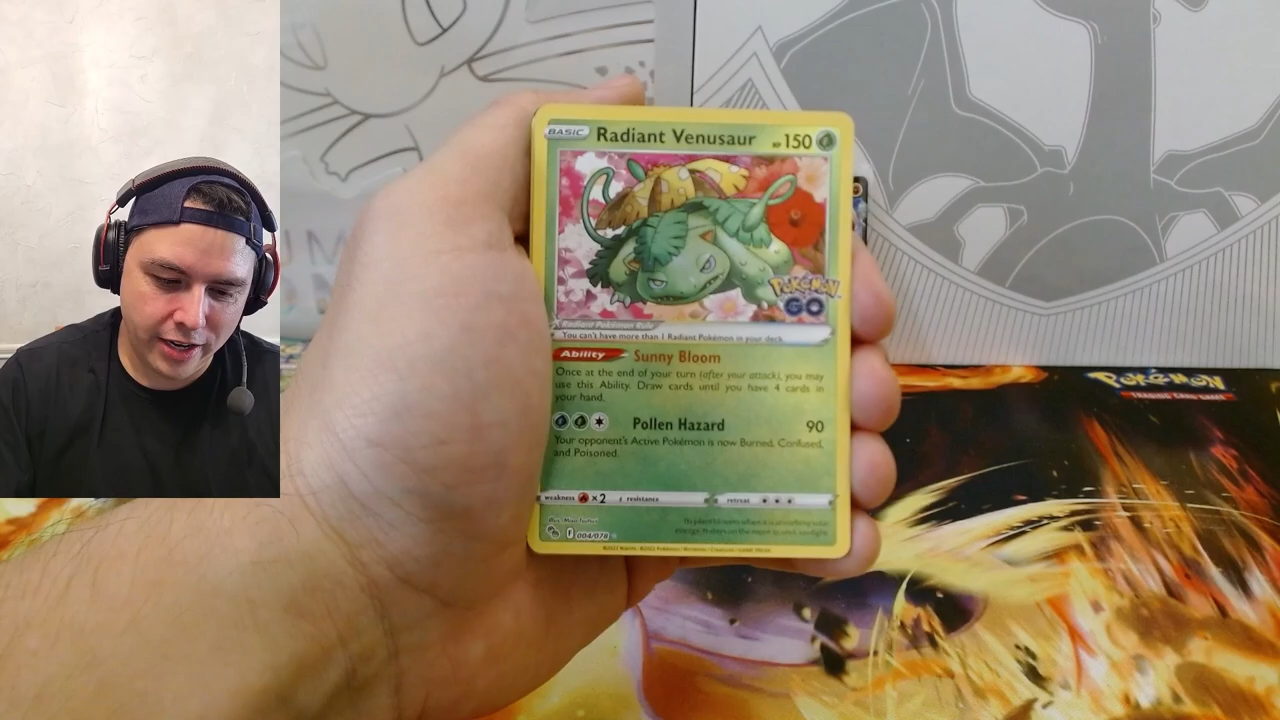 BASIC
Radiant Venusaur
HP 150
POKÉMON
GO
Radiant Pokémon Rule
You can't have more than 1 Radiant Pokémon in your deck.
Ability Sunny Bloom
Once at the end of your turn (after your attack), you may
use this Ability. Draw cards until you have 4 cards in
your hand.
Pollen Hazard 90
Your opponent's Active Pokémon is now Burned, Confused,
and Poisoned.
weakness ×2 resistance retreat
F 004/078
POKÉMON
TRADING CARD GAME